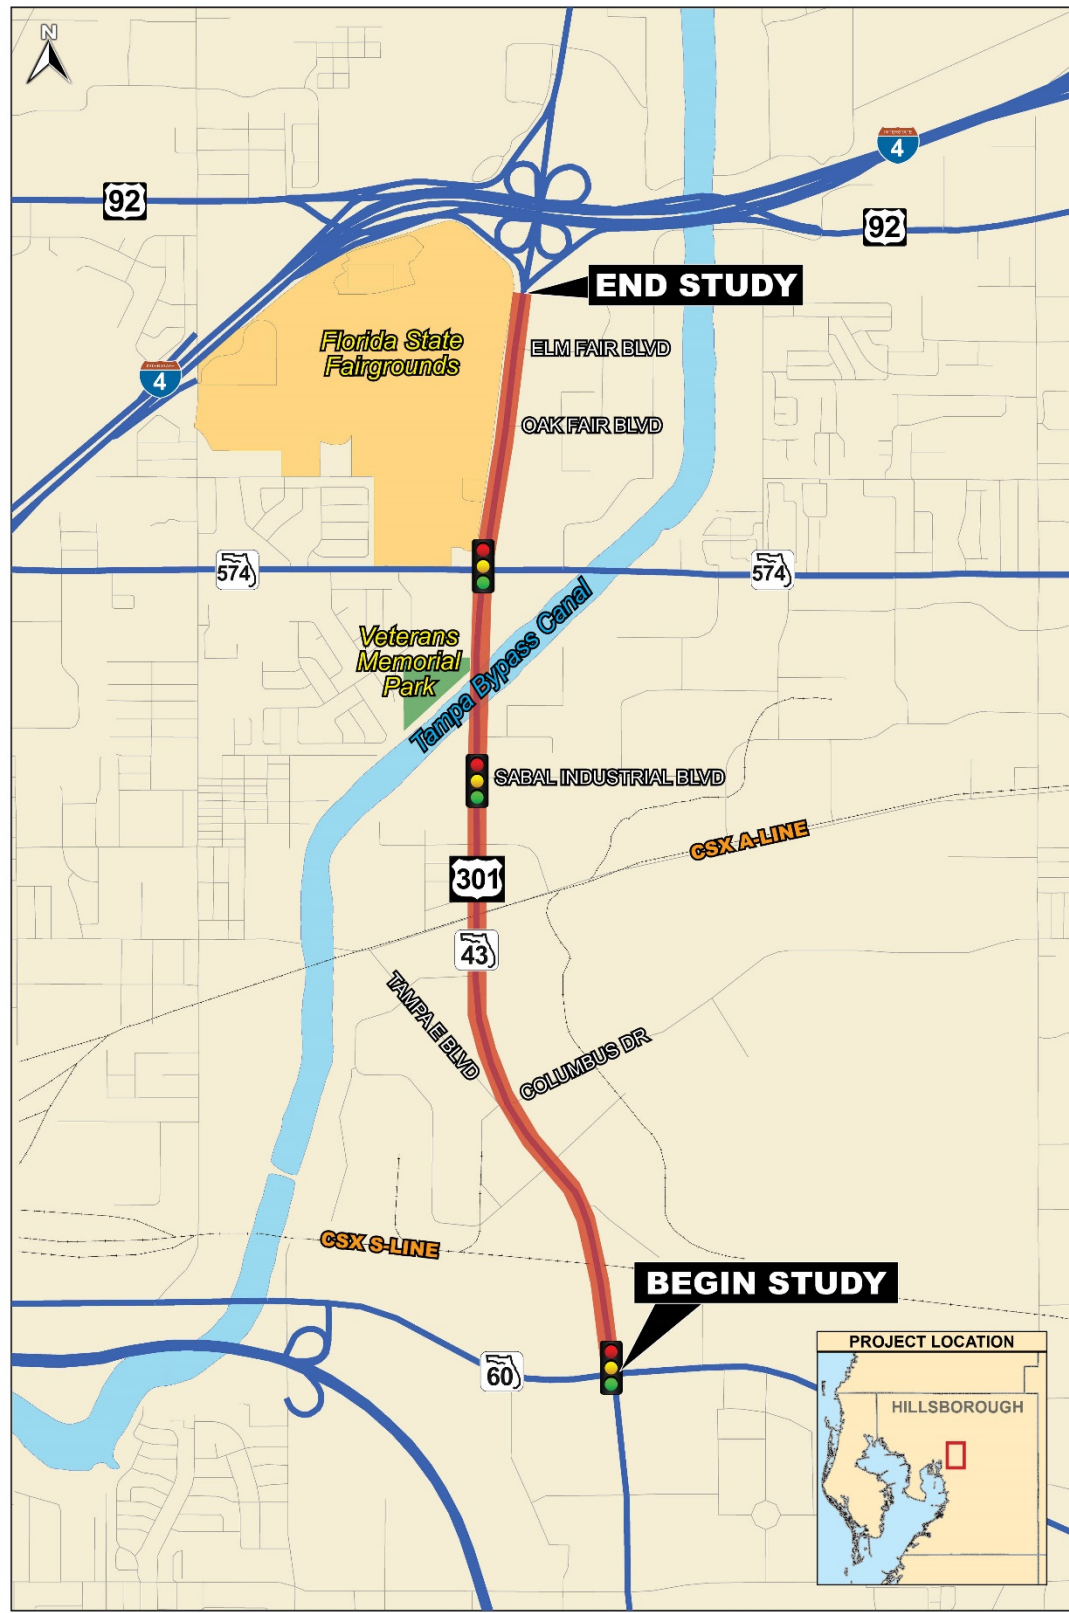 N
INTERSTATE
4
92
92
END STUDY
Florida State
Fairgrounds
ELM FAIR BLVD
INTERSTATE
4
OAK FAIR BLVD
574
574
Veterans
Memorial
Park
Tampa Bypass Canal
SABAL INDUSTRIAL BLVD
CSX A-LINE
301
43
TAMPA E BLVD
COLUMBUS DR
CSX S-LINE
BEGIN STUDY
60
PROJECT LOCATION
HILLSBOROUGH